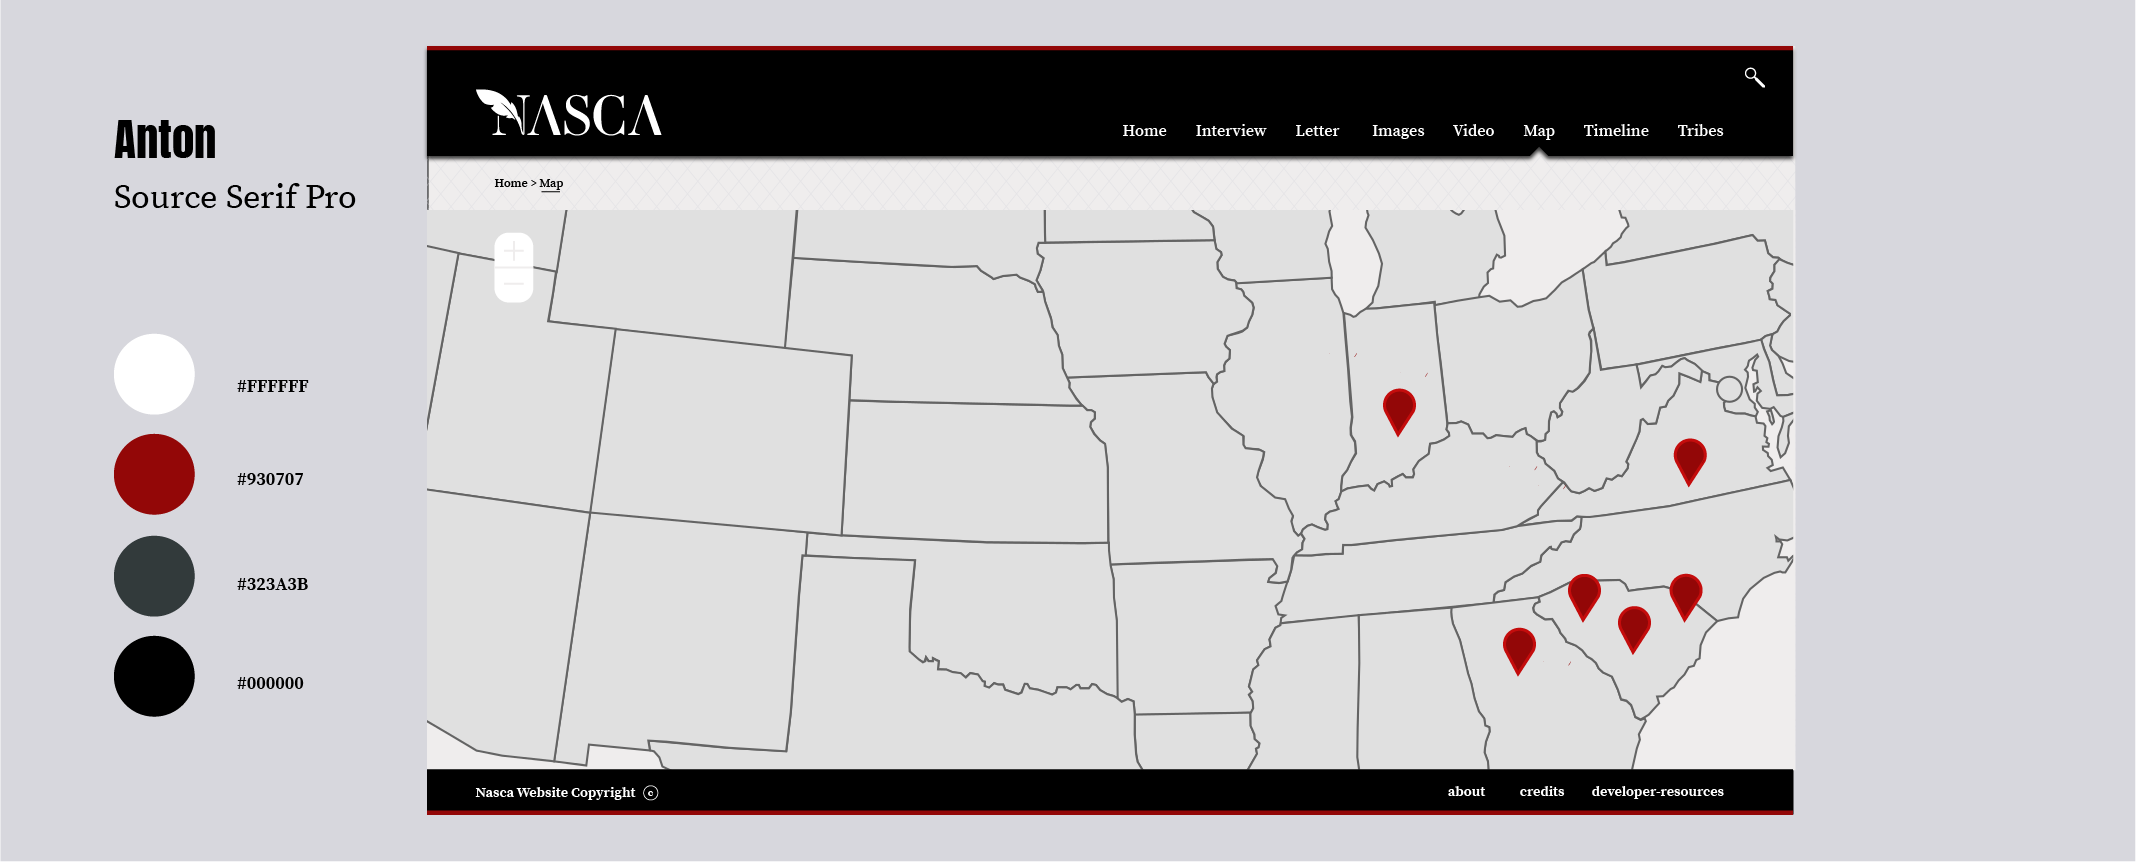 Anton
Source Serif Pro
#FFFFFF
#930707
#323A3B
#000000
NASCA
Home Interview Letter Images Video Map Timeline Tribes
Home > Map
Nasca Website Copyright ©
about credits developer-resources